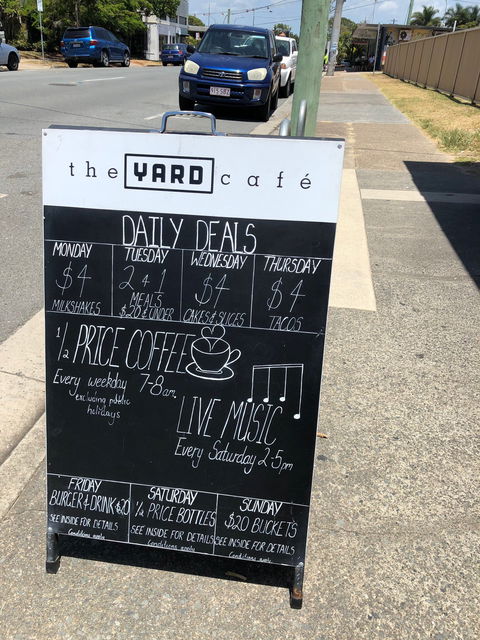 the YARD café
DAILY DEALS
MONDAY
$4
MILKSHAKES
TUESDAY
2 4 1
MEALS
$20 & UNDER
WEDNESDAY
$4
CAKES & SLICES
THURSDAY
$4
TACOS
1/2 PRICE COFFEE
Every weekday 7-8am
excluding public
holidays
LIVE MUSIC
Every Saturday 2-5pm
FRIDAY
BURGER & DRINK $20
SEE INSIDE FOR DETAILS
Conditions apply
SATURDAY
1/2 PRICE BOTTLES
SEE INSIDE FOR DETAILS
Conditions apply
SUNDAY
$20 BUCKETS
SEE INSIDE FOR DETAILS
Conditions apply